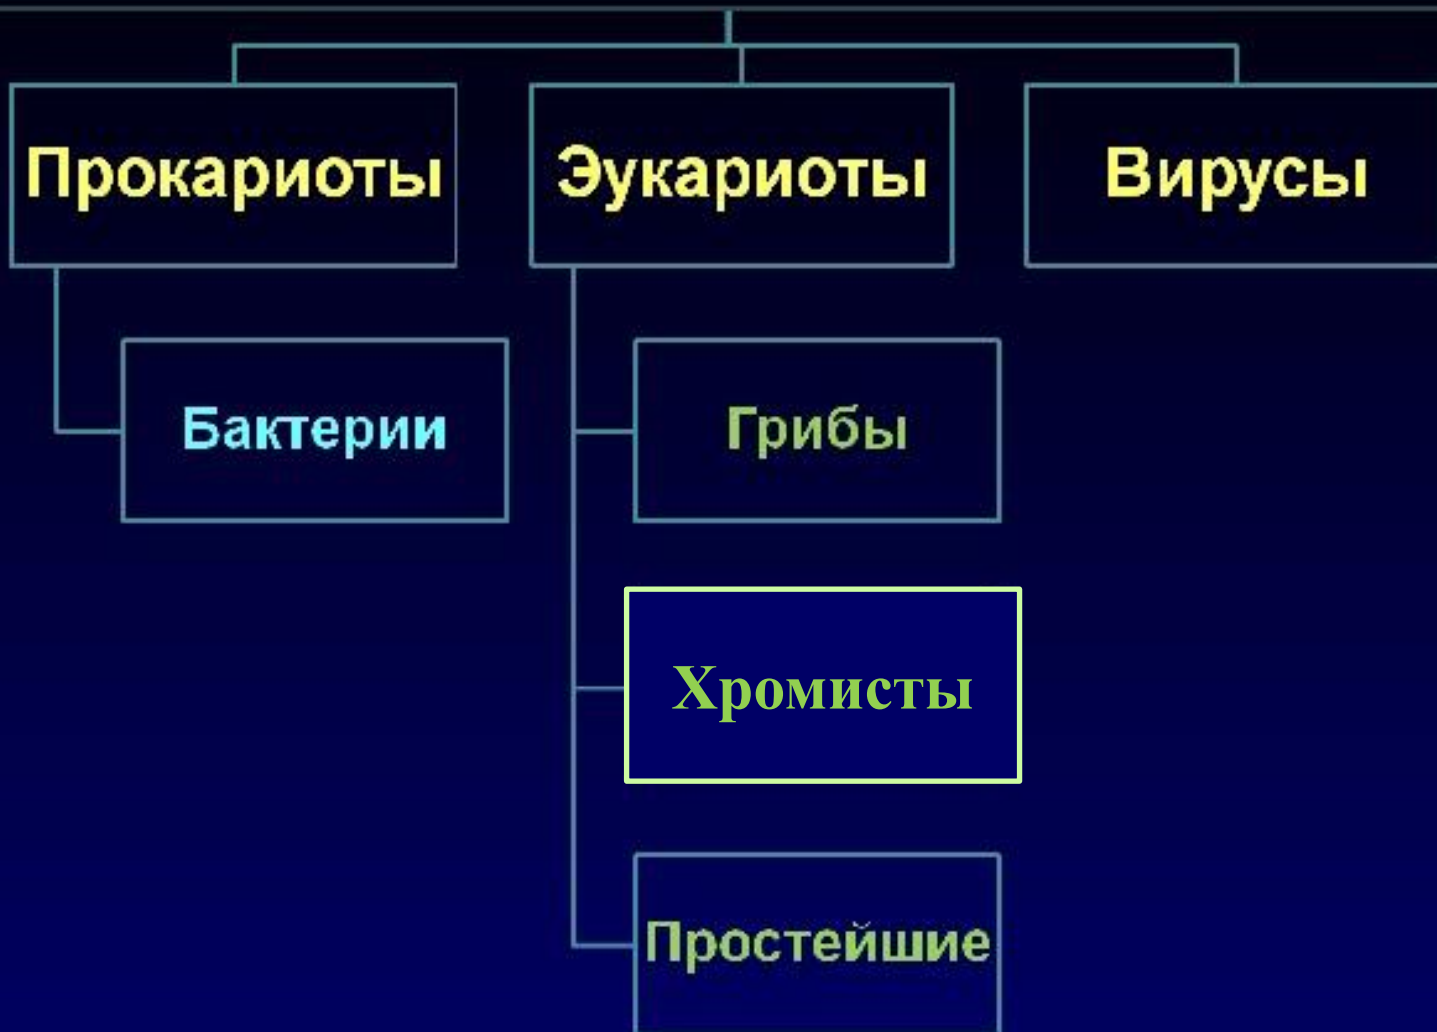 Прокариоты
Эукариоты
Вирусы
Бактерии
Грибы
Хромисты
Простейшие